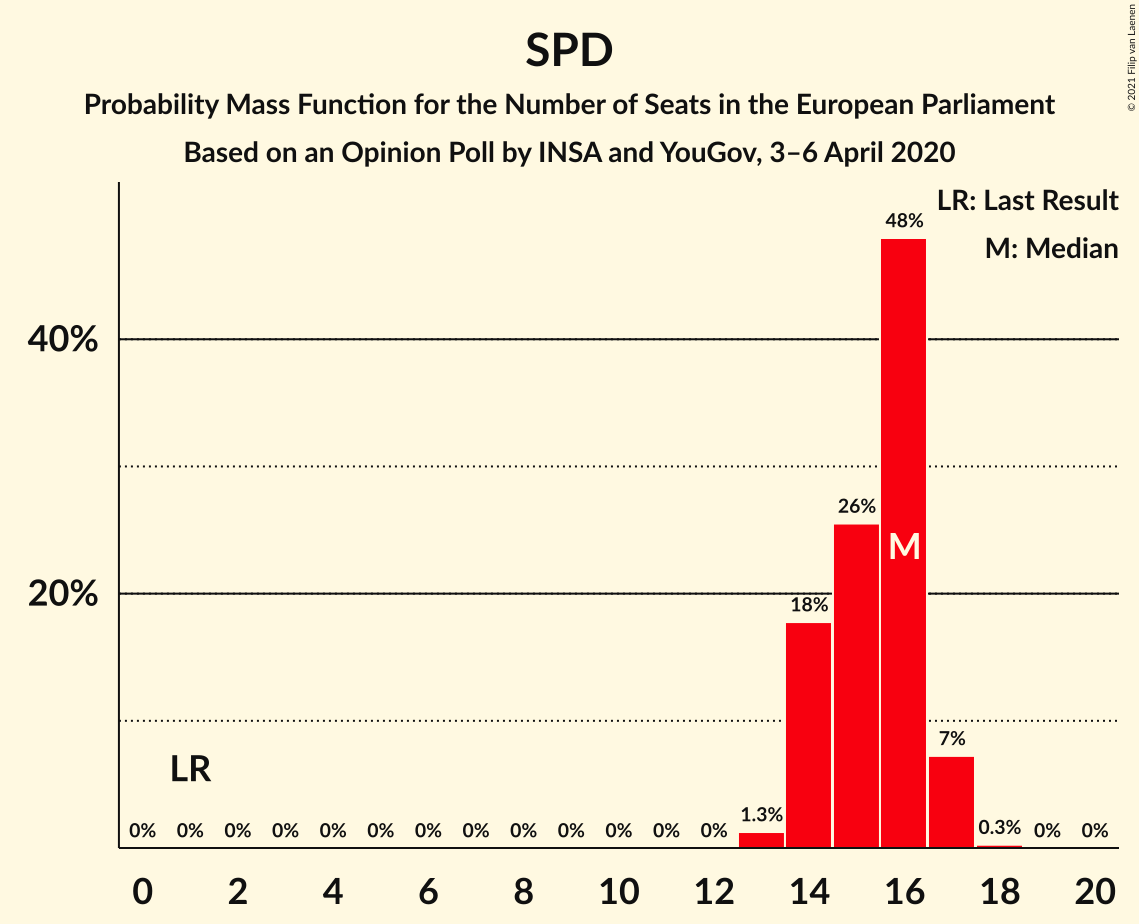 SPD
Probability Mass Function for the Number of Seats in the European Parliament
Based on an Opinion Poll by INSA and YouGov, 3–6 April 2020
© 2021 Filip van Laenen
LR: Last Result
M: Median
48%
40%
26%
M
20%
18%
7%
LR
1.3%
0% 0% 0% 0% 0% 0% 0% 0% 0% 0% 0% 0% 0% 0.3% 0% 0%
0 2 4 6 8 10 12 14 16 18 20